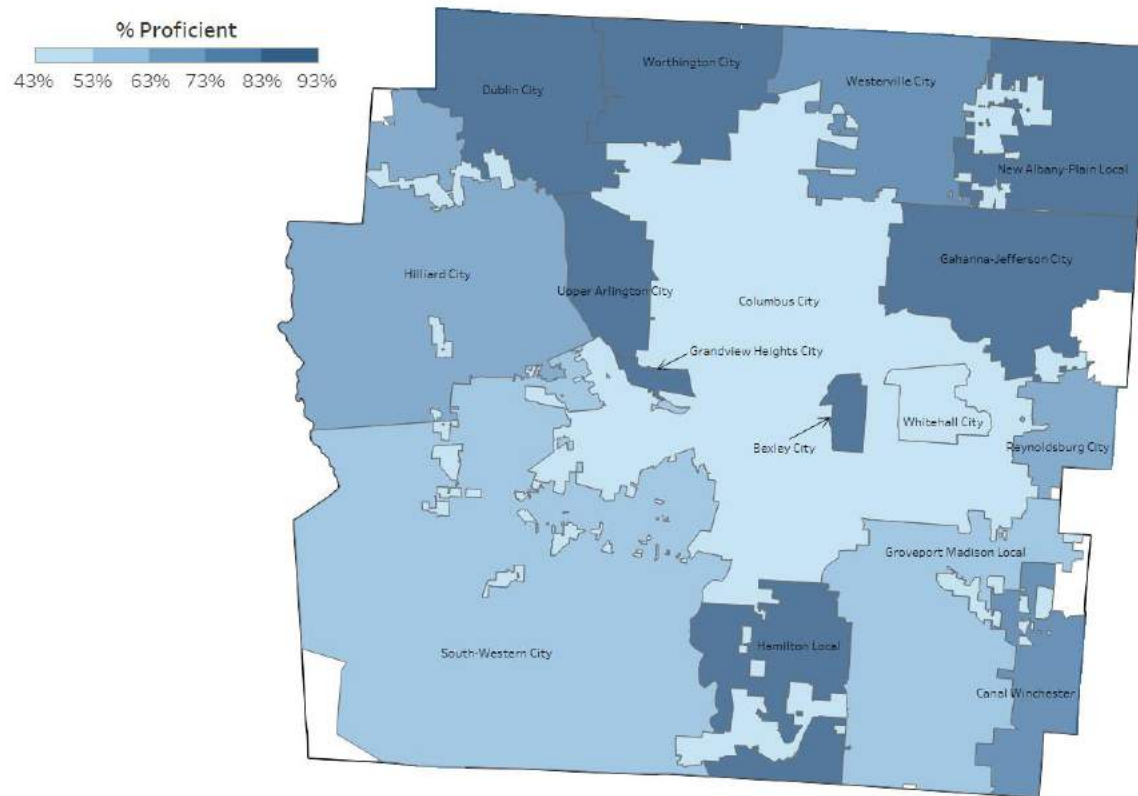 % Proficient
43% 53% 63% 73% 83% 93%
Worthington City
Westerville City
Dublin City
New Albany-Plain Local
Gahanna-Jefferson City
Hilliard City
Upper Arlington City
Columbus City
Grandview Heights City
Whitehall City
Bexley City
Reynoldsburg City
Groveport Madison Local
Hamilton Local
South-Western City
Canal Winchester